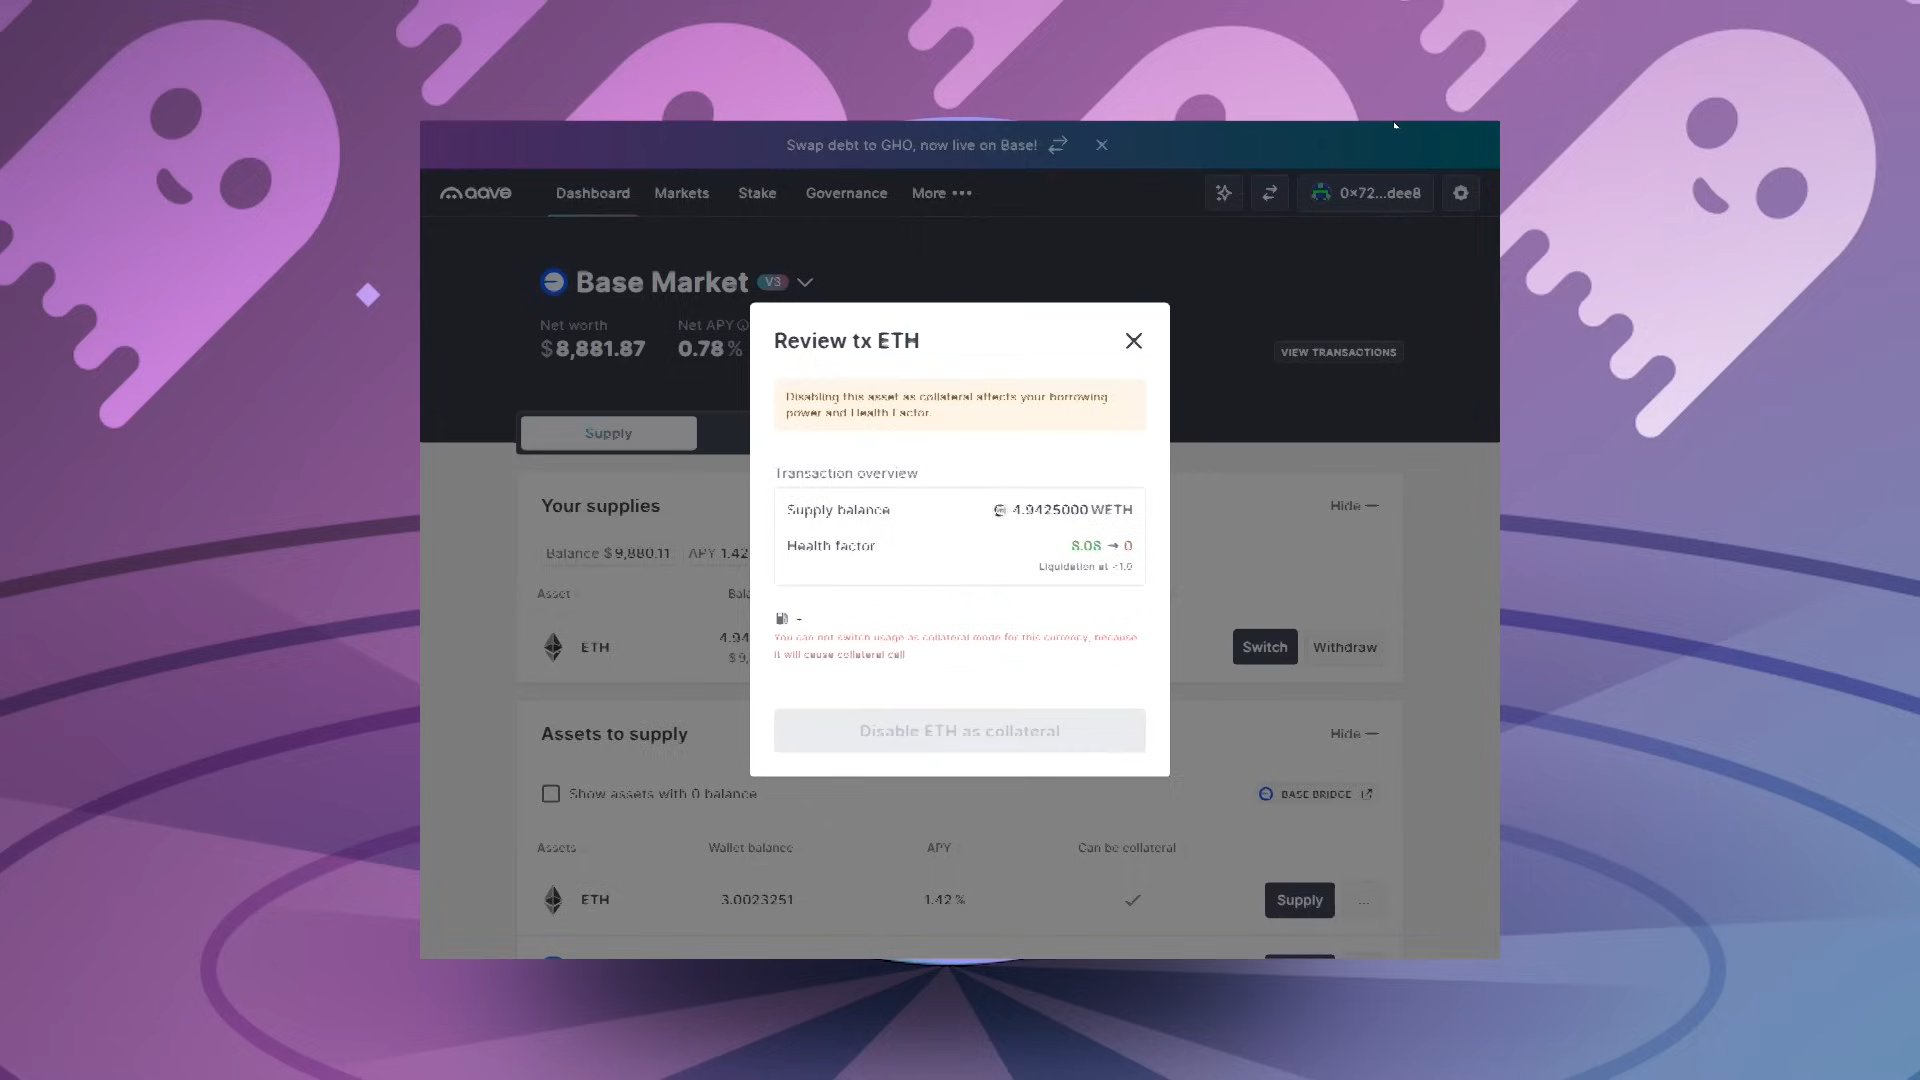 Swap debt to GHO, now live on Base!
aave Dashboard Markets Stake Governance More 0x72...dee8
Base Market V3
Net worth Net APY
$8,881.87 0.78 % VIEW TRANSACTIONS
Review tx ETH
Disabling this asset as collateral affects your borrowing
power and Health Factor.
Supply
Transaction overview
Supply balance 4.9425000 WETH
Health factor 8.08 → 0
Liquidation at <1.0
-
You can not switch usage as collateral mode for this currency, because
it will cause collateral call
Disable ETH as collateral
Your supplies Hide
Balance $9,880.11 APY 1.42
Asset
ETH 4.94 Switch Withdraw
$9,
Assets to supply Hide
Show assets with 0 balance BASE BRIDGE
Assets Wallet balance APY Can be collateral
ETH 3.0023251 1.42 % Supply ...